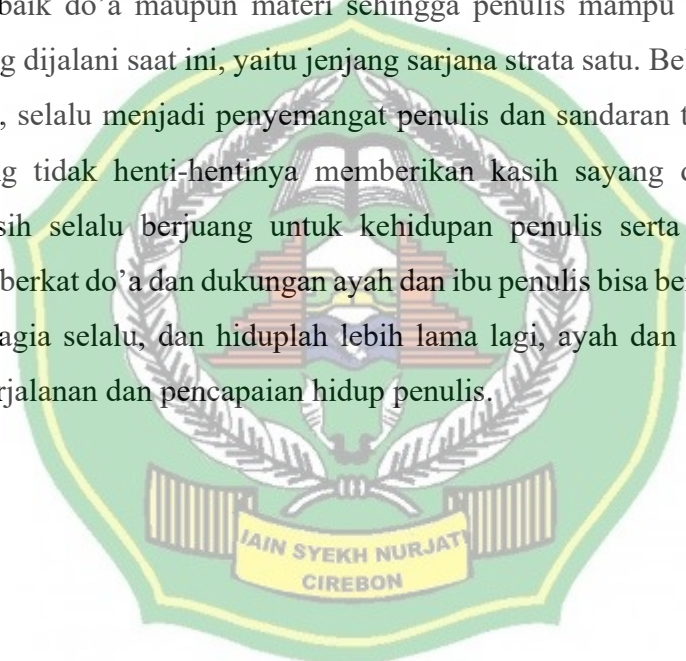 baik do’a maupun materi sehingga penulis mampu
g dijalani saat ini, yaitu jenjang sarjana strata satu. Be
, selalu menjadi penyemangat penulis dan sandaran t
g tidak henti-hentinya memberikan kasih sayang
sih selalu berjuang untuk kehidupan penulis serta
berkat do’a dan dukungan ayah dan ibu penulis bisa be
agia selalu, dan hiduplah lebih lama lagi, ayah dan
rjalanan dan pencapaian hidup penulis.
IAIN SYEKH NURJATI
CIREBON